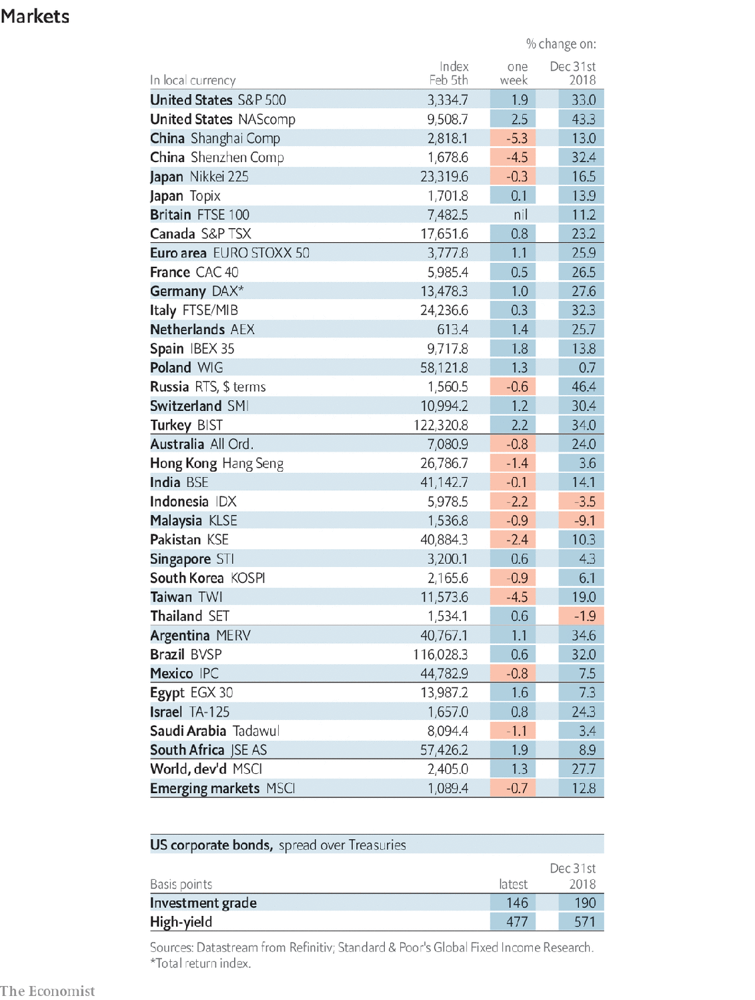 Markets
% change on:
Index one Dec 31st
In local currency Feb 5th week 2018
United States S&P 500 3,334.7 1.9 33.0
United States NAScomp 9,508.7 2.5 43.3
China Shanghai Comp 2,818.1 -5.3 13.0
China Shenzhen Comp 1,678.6 -4.5 32.4
Japan Nikkei 225 23,319.6 -0.3 16.5
Japan Topix 1,701.8 0.1 13.9
Britain FTSE 100 7,482.5 nil 11.2
Canada S&P TSX 17,651.6 0.8 23.2
Euro area EURO STOXX 50 3,777.8 1.1 25.9
France CAC 40 5,985.4 0.5 26.5
Germany DAX* 13,478.3 1.0 27.6
Italy FTSE/MIB 24,236.6 0.3 32.3
Netherlands AEX 613.4 1.4 25.7
Spain IBEX 35 9,717.8 1.8 13.8
Poland WIG 58,121.8 1.3 0.7
Russia RTS, $ terms 1,560.5 -0.6 46.4
Switzerland SMI 10,994.2 1.2 30.4
Turkey BIST 122,320.8 2.2 34.0
Australia All Ord. 7,080.9 -0.8 24.0
Hong Kong Hang Seng 26,786.7 -1.4 3.6
India BSE 41,142.7 -0.1 14.1
Indonesia IDX 5,978.5 -2.2 -3.5
Malaysia KLSE 1,536.8 -0.9 -9.1
Pakistan KSE 40,884.3 -2.4 10.3
Singapore STI 3,200.1 0.6 4.3
South Korea KOSPI 2,165.6 -0.9 6.1
Taiwan TWI 11,573.6 -4.5 19.0
Thailand SET 1,534.1 0.6 -1.9
Argentina MERV 40,767.1 1.1 34.6
Brazil BVSP 116,028.3 0.6 32.0
Mexico IPC 44,782.9 -0.8 7.5
Egypt EGX 30 13,987.2 1.6 7.3
Israel TA-125 1,657.0 0.8 24.3
Saudi Arabia Tadawul 8,094.4 -1.1 3.4
South Africa JSE AS 57,426.2 1.9 8.9
World, dev'd MSCI 2,405.0 1.3 27.7
Emerging markets MSCI 1,089.4 -0.7 12.8
US corporate bonds, spread over Treasuries
Dec 31st
Basis points latest 2018
Investment grade 146 190
High-yield 477 571
Sources: Datastream from Refinitiv; Standard & Poor's Global Fixed Income Research.
*Total return index.
The Economist